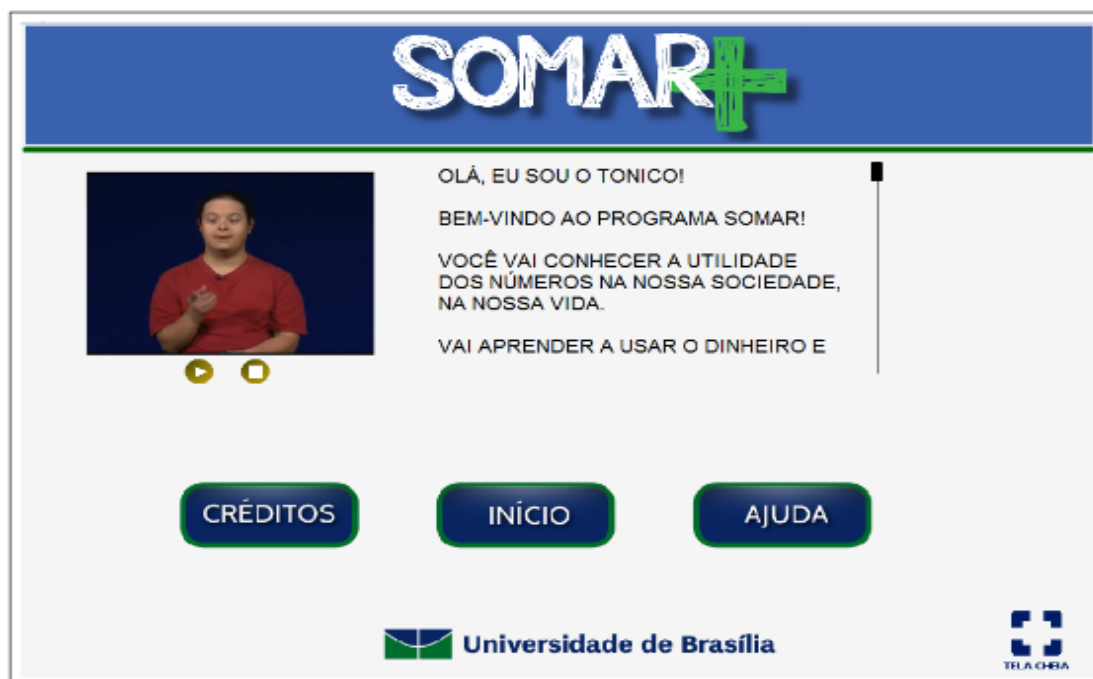 SOMAR+
OLÁ, EU SOU O TONICO!
BEM-VINDO AO PROGRAMA SOMAR!
VOCÊ VAI CONHECER A UTILIDADE
DOS NÚMEROS NA NOSSA SOCIEDADE,
NA NOSSA VIDA.
VAI APRENDER A USAR O DINHEIRO E
CRÉDITOS
INÍCIO
AJUDA
Universidade de Brasília
TELA CHEIA